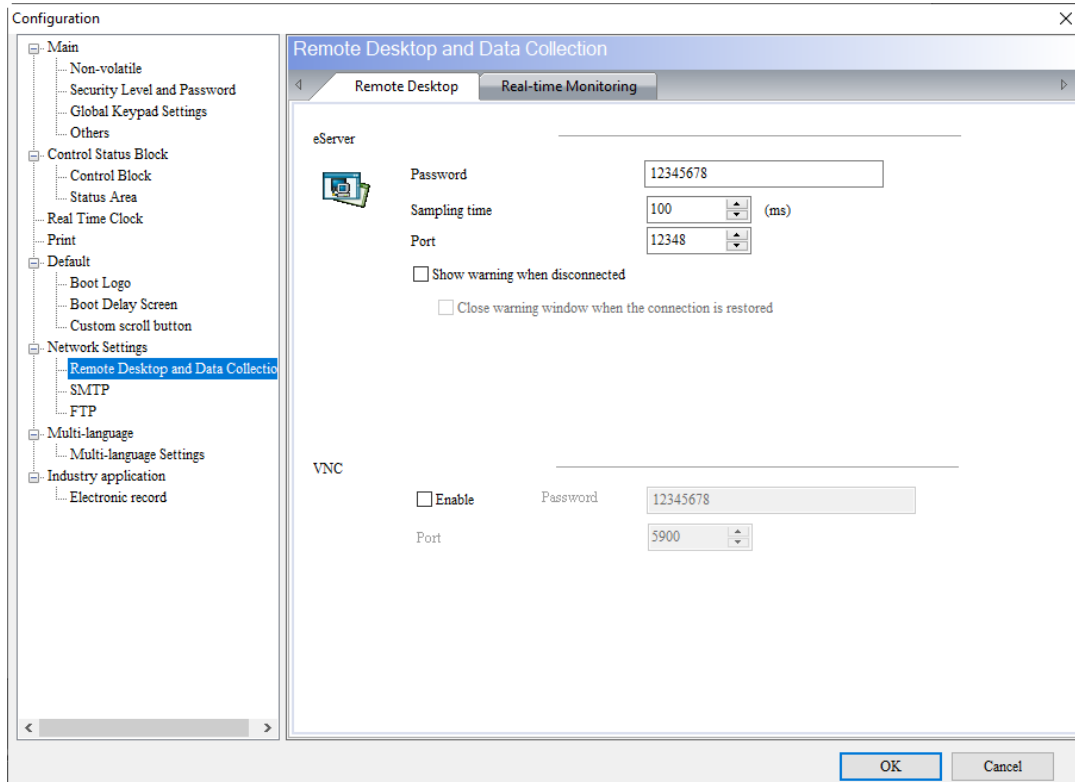 Configuration
Main
Non-volatile
Security Level and Password
Global Keypad Settings
Others
Control Status Block
Control Block
Status Area
Real Time Clock
Print
Default
Boot Logo
Boot Delay Screen
Custom scroll button
Network Settings
Remote Desktop and Data Collectio
SMTP
FTP
Multi-language
Multi-language Settings
Industry application
Electronic record
Remote Desktop and Data Collection
Remote Desktop Real-time Monitoring
eServer
Password 12345678
Sampling time 100 (ms)
Port 12348
Show warning when disconnected
Close warning window when the connection is restored
VNC
Enable Password 12345678
Port 5900
OK Cancel